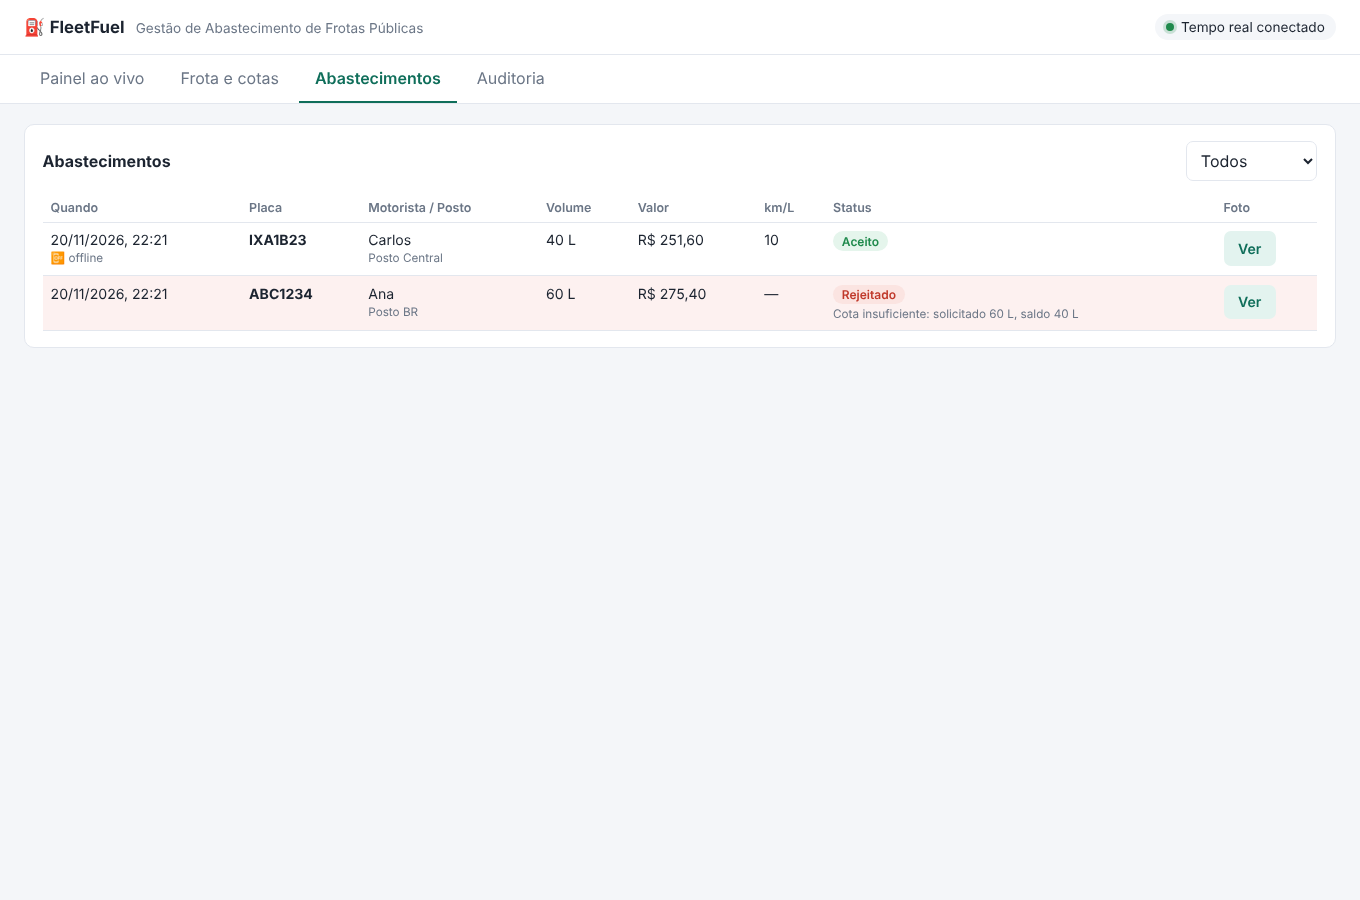 FleetFuel Gestão de Abastecimento de Frotas Públicas Tempo real conectado
Painel ao vivo Frota e cotas Abastecimentos Auditoria
Abastecimentos Todos
Quando Placa Motorista / Posto Volume Valor km/L Status Foto
20/11/2026, 22:21 IXA1B23 Carlos 40 L R$ 251,60 10 Aceito Ver
offline Posto Central
20/11/2026, 22:21 ABC1234 Ana 60 L R$ 275,40 — Rejeitado Ver
Posto BR Cota insuficiente: solicitado 60 L, saldo 40 L